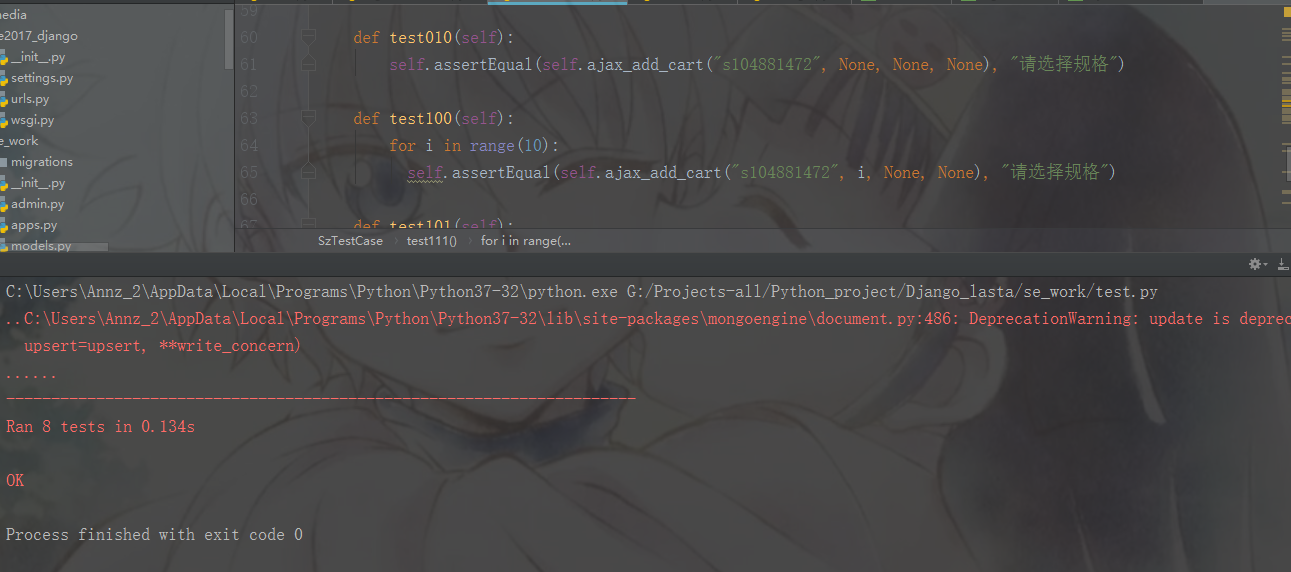 media
e2017_django
__init__.py
settings.py
urls.py
wsgi.py
e_work
migrations
__init__.py
admin.py
apps.py
models.py
59
60 def test010(self):
61 self.assertEqual(self.ajax_add_cart("s104881472", None, None, None), "请选择规格")
62
63 def test100(self):
64 for i in range(10):
65 self.assertEqual(self.ajax_add_cart("s104881472", i, None, None), "请选择规格")
66
67 def test101(self):
SzTestCase › test111() › for i in range(...
C:\Users\Annz_2\AppData\Local\Programs\Python\Python37-32\python.exe G:/Projects-all/Python_project/Django_lasta/se_work/test.py
..C:\Users\Annz_2\AppData\Local\Programs\Python\Python37-32\lib\site-packages\mongoengine\document.py:486: DeprecationWarning: update is deprec
upsert=upsert, **write_concern)
......
----------------------------------------------------------------------
Ran 8 tests in 0.134s
OK
Process finished with exit code 0